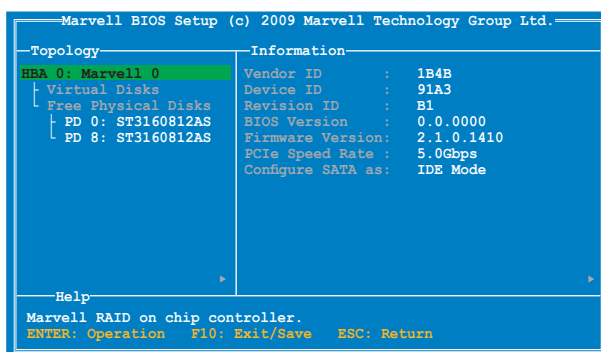 Marvell BIOS Setup (c) 2009 Marvell Technology Group Ltd.
Topology
HBA 0: Marvell 0
Virtual Disks
Free Physical Disks
PD 0: ST3160812AS
PD 8: ST3160812AS
Information
Vendor ID : 1B4B
Device ID : 91A3
Revision ID : B1
BIOS Version : 0.0.0000
Firmware Version: 2.1.0.1410
PCIe Speed Rate : 5.0Gbps
Configure SATA as: IDE Mode
Help
Marvell RAID on chip controller.
ENTER: Operation F10: Exit/Save ESC: Return